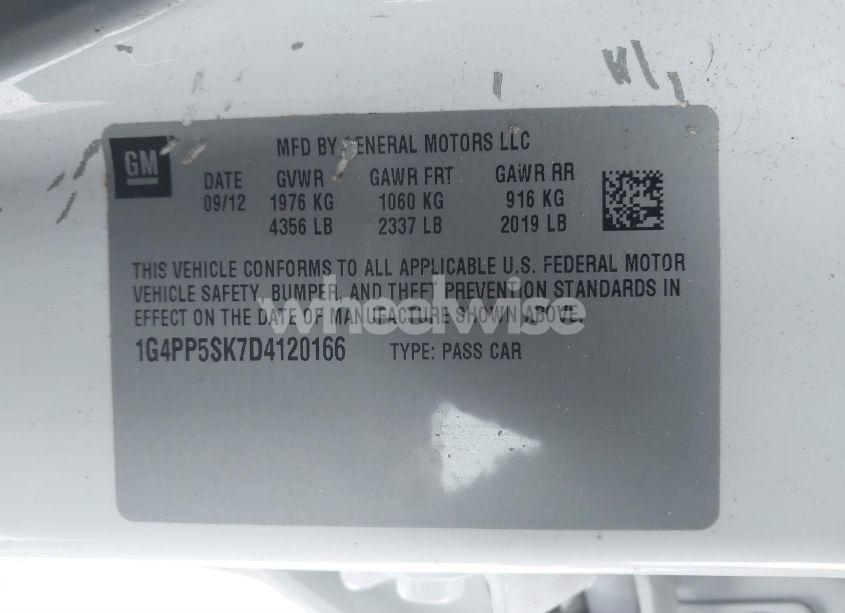 GM
MFD BY GENERAL MOTORS LLC
DATE GVWR GAWR FRT GAWR RR
09/12 1976 KG 1060 KG 916 KG
4356 LB 2337 LB 2019 LB
THIS VEHICLE CONFORMS TO ALL APPLICABLE U.S. FEDERAL MOTOR
VEHICLE SAFETY, BUMPER, AND THEFT PREVENTION STANDARDS IN
EFFECT ON THE DATE OF MANUFACTURE SHOWN ABOVE.
wheelwise
1G4PP5SK7D4120166 TYPE: PASS CAR